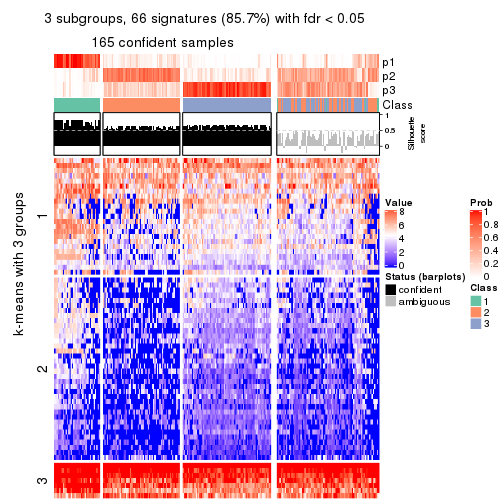 3 subgroups, 66 signatures (85.7%) with fdr < 0.05
165 confident samples
p1
p2
p3
Class
1
0.5
0
Silhouette
score
k-means with 3 groups
1
2
3
Value
8
6
4
2
0
Status (barplots)
confident
ambiguous
Prob
1
0.8
0.6
0.4
0.2
0
Class
1
2
3